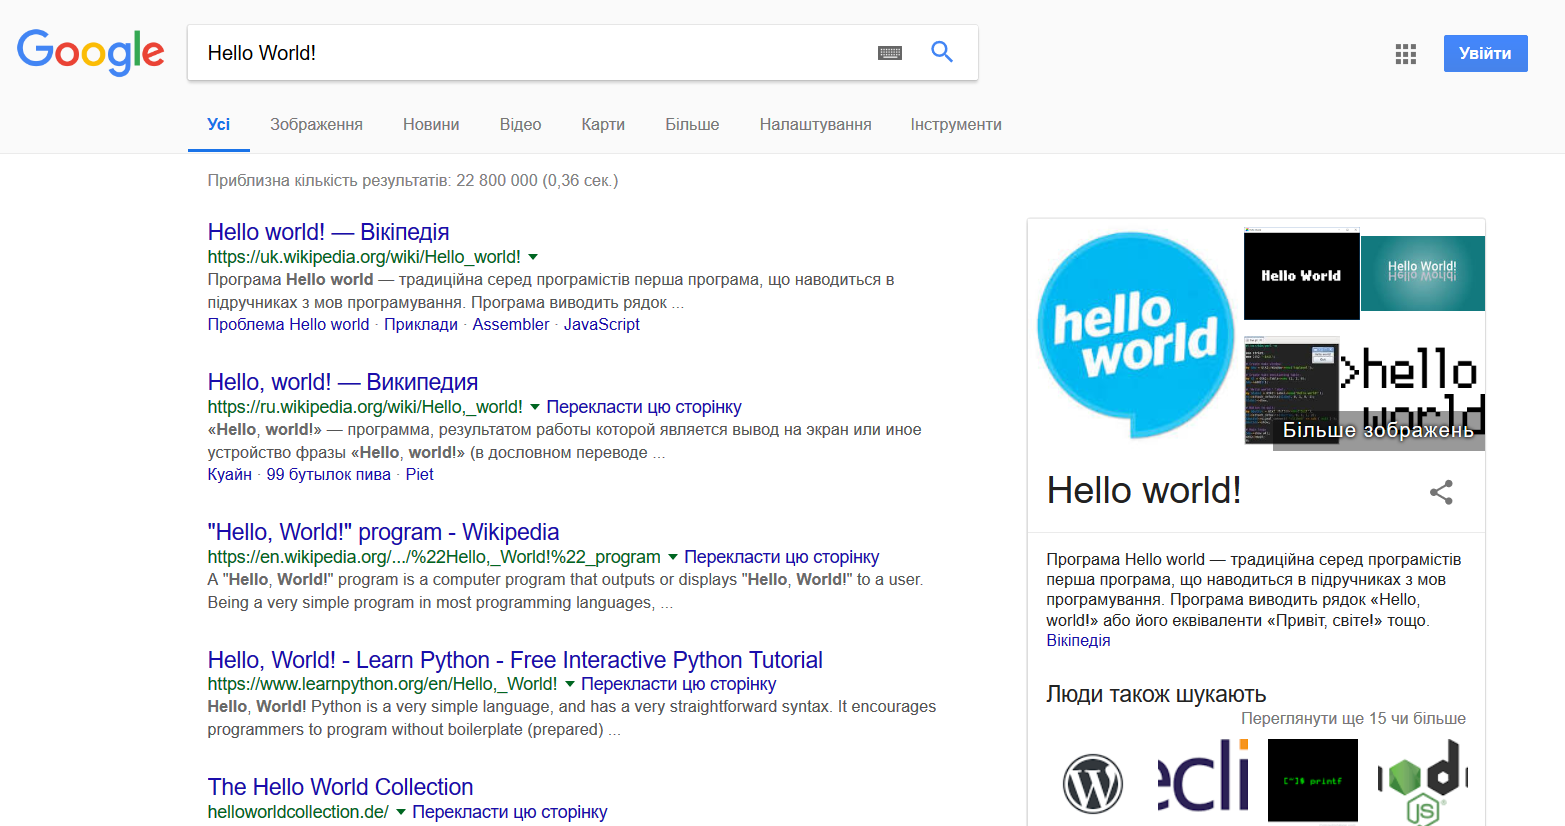 Google
Hello World!
Увійти
Усі Зображення Новини Відео Карти Більше Налаштування Інструменти
Приблизна кількість результатів: 22 800 000 (0,36 сек.)
Hello world! — Вікіпедія
https://uk.wikipedia.org/wiki/Hello_world!
Програма Hello world — традиційна серед програмістів перша програма, що наводиться в
підручниках з мов програмування. Програма виводить рядок ...
Проблема Hello world · Приклади · Assembler · JavaScript
Hello, world! — Википедия
https://ru.wikipedia.org/wiki/Hello,_world! Перекласти цю сторінку
«Hello, world!» — программа, результатом работы которой является вывод на экран или иное
устройство фразы «Hello, world!» (в дословном переводе ...
Куайн · 99 бутылок пива · Piet
"Hello, World!" program - Wikipedia
https://en.wikipedia.org/.../%22Hello,_World!%22_program Перекласти цю сторінку
A "Hello, World!" program is a computer program that outputs or displays "Hello, World!" to a user.
Being a very simple program in most programming languages, ...
Hello, World! - Learn Python - Free Interactive Python Tutorial
https://www.learnpython.org/en/Hello,_World! Перекласти цю сторінку
Hello, World! Python is a very simple language, and has a very straightforward syntax. It encourages
programmers to program without boilerplate (prepared) ...
The Hello World Collection
helloworldcollection.de/ Перекласти цю сторінку
hello
world
Hello World
Hello World!
>hello
world
Більше зображень
Hello world!
Програма Hello world — традиційна серед програмістів
перша програма, що наводиться в підручниках з мов
програмування. Програма виводить рядок «Hello,
world!» або його еквіваленти «Привіт, світе!» тощо.
Вікіпедія
Люди також шукають
Переглянути ще 15 чи більше
W
ecli
[~]$ printf
JS